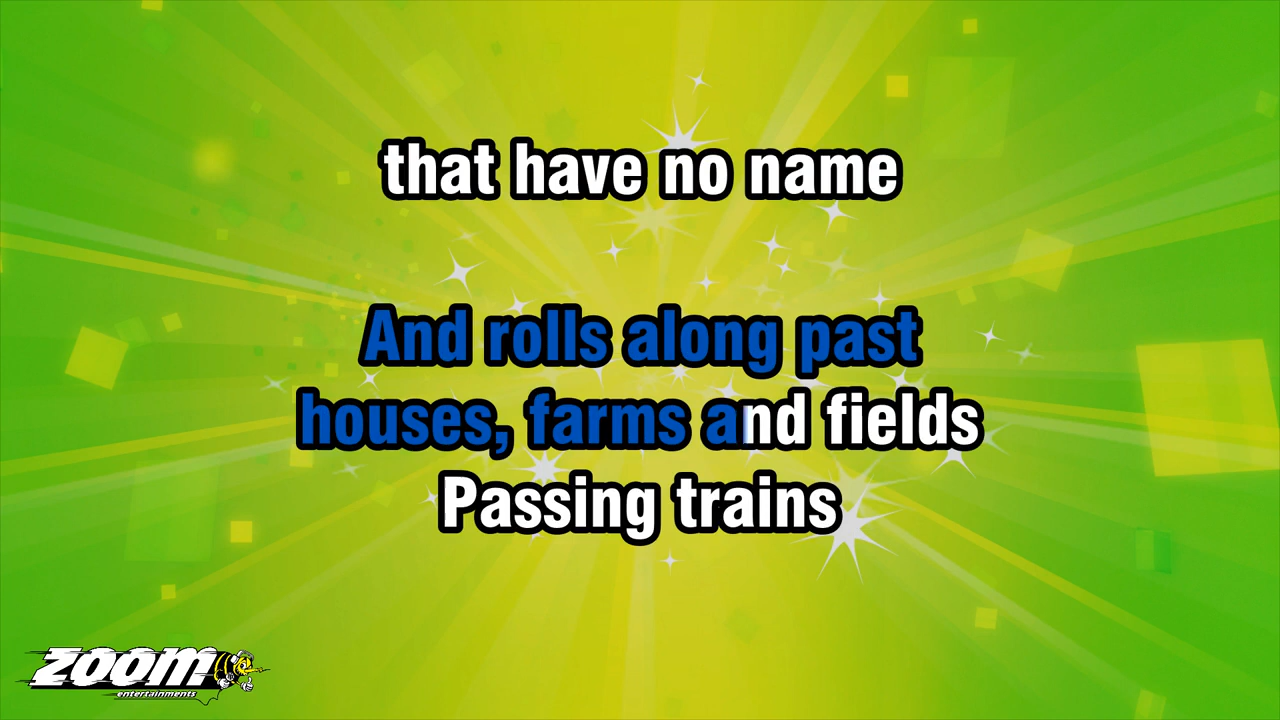 that have no name
And rolls along past
houses, farms and fields
Passing trains
ZOOM
entertainments